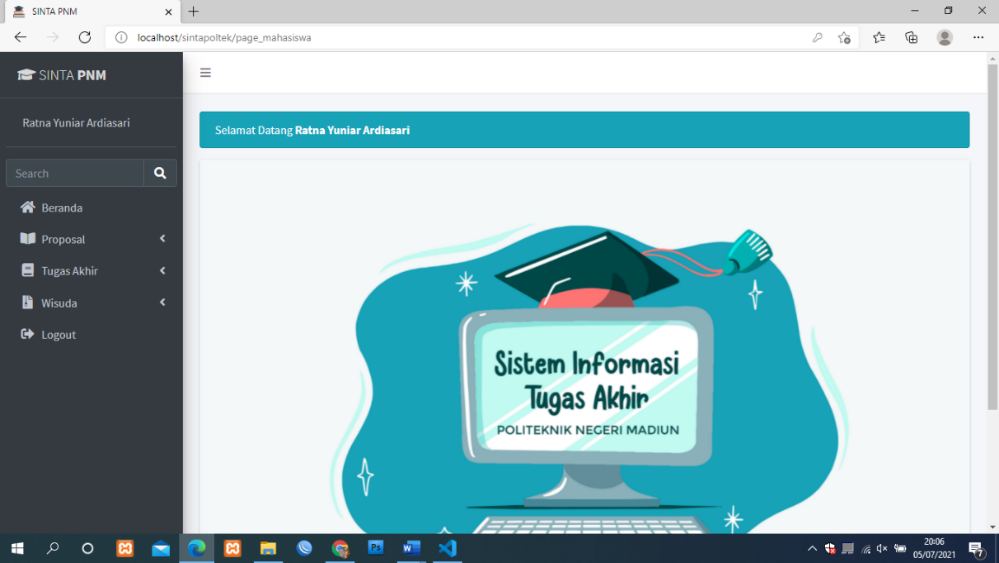 SINTA PNM
localhost/sintapoltek/page_mahasiswa
SINTA PNM
Ratna Yuniar Ardiasari
Search
Beranda
Proposal
Tugas Akhir
Wisuda
Logout
Selamat Datang Ratna Yuniar Ardiasari
Sistem Informasi
Tugas Akhir
POLITEKNIK NEGERI MADIUN
20:06
05/07/2021
7